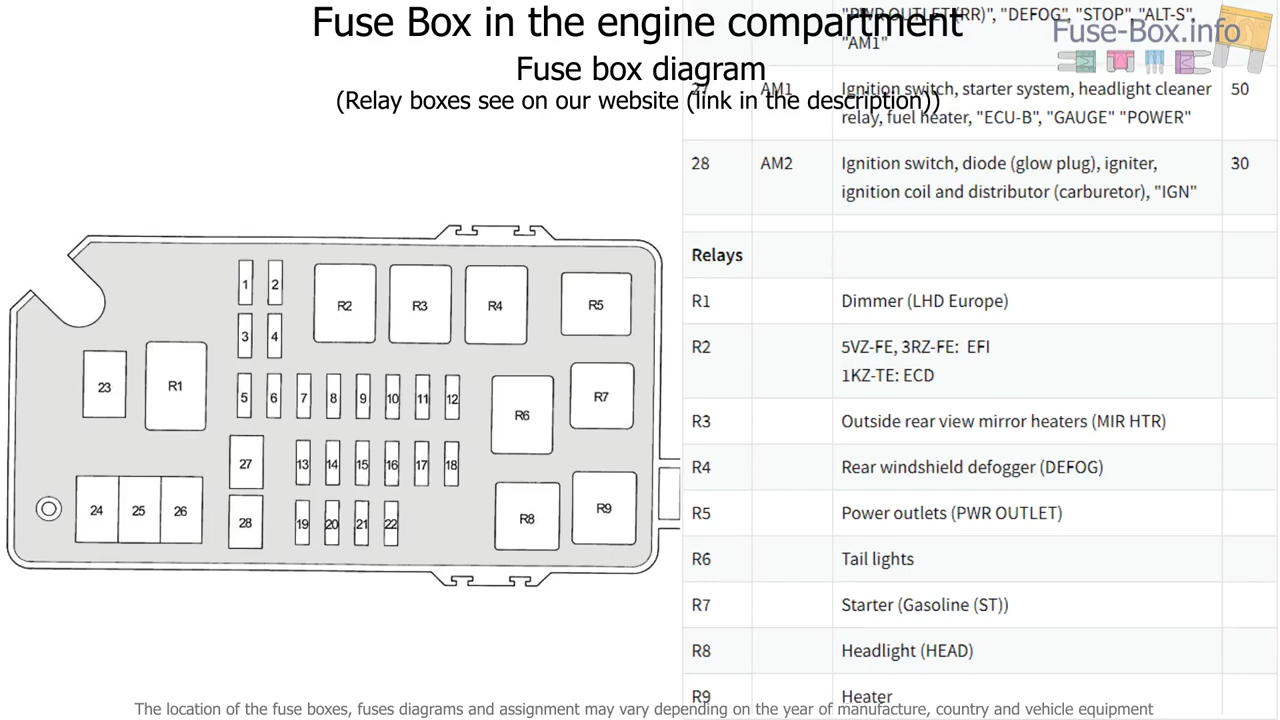 Fuse Box in the engine compartment
Fuse box diagram
(Relay boxes see on our website (link in the description))
Fuse-Box.info
1 2
R2 R3 R4 R5
3 4
23 R1
5 6 7 8 9 10 11 12
R6 R7
27 13 14 15 16 17 18
24 25 26 28 19 20 21 22
R8 R9
"PWR OUTLET (RR)", "DEFOG", "STOP", "ALT-S",
"AM1"
27 AM1 Ignition switch, starter system, headlight cleaner 50
relay, fuel heater, "ECU-B", "GAUGE" "POWER"
28 AM2 Ignition switch, diode (glow plug), igniter, 30
ignition coil and distributor (carburetor), "IGN"
Relays
R1 Dimmer (LHD Europe)
R2 5VZ-FE, 3RZ-FE: EFI
1KZ-TE: ECD
R3 Outside rear view mirror heaters (MIR HTR)
R4 Rear windshield defogger (DEFOG)
R5 Power outlets (PWR OUTLET)
R6 Tail lights
R7 Starter (Gasoline (ST))
R8 Headlight (HEAD)
R9 Heater
The location of the fuse boxes, fuses diagrams and assignment may vary depending on the year of manufacture, country and vehicle equipment